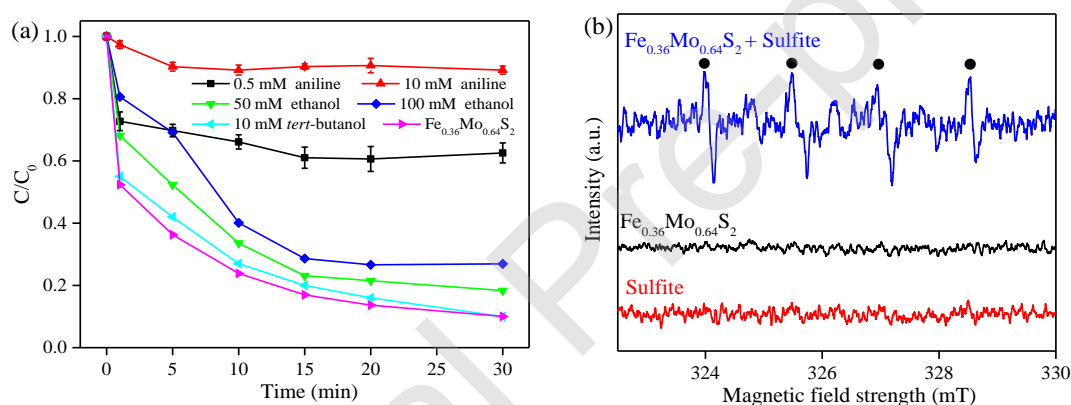 (a)
1.0
0.8
0.6
0.4
0.2
0.0
C/C₀
0.5 mM aniline 10 mM aniline
50 mM ethanol 100 mM ethanol
10 mM tert-butanol Fe₀.₃₆Mo₀.₆₄S₂
0 5 10 15 20 25 30
Time (min)
(b)
Fe₀.₃₆Mo₀.₆₄S₂ + Sulfite
Fe₀.₃₆Mo₀.₆₄S₂
Sulfite
Intensity (a.u.)
324 326 328 330
Magnetic field strength (mT)